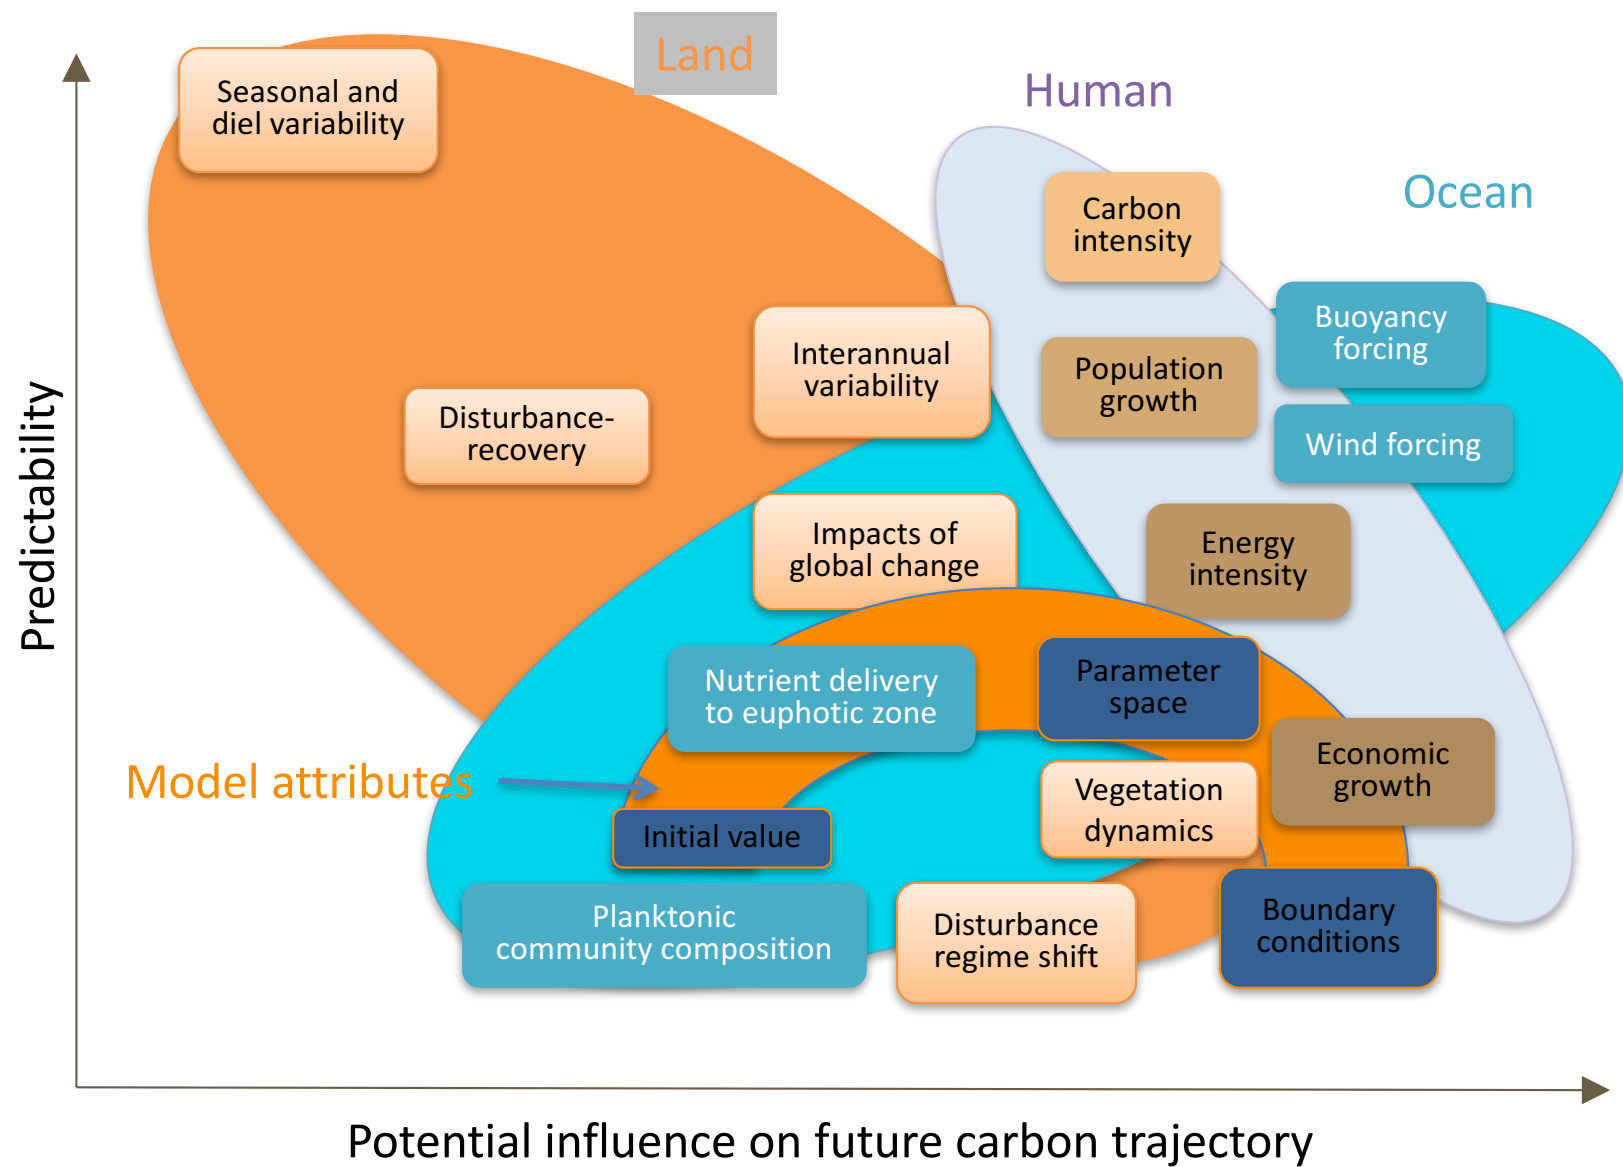 Land
Seasonal and
diel variability
Human
Ocean
Carbon
intensity
Buoyancy
forcing
Interannual
variability
Population
growth
Disturbance-
recovery
Wind forcing
Impacts of
global change
Energy
intensity
Predictability
Nutrient delivery
to euphotic zone
Parameter
space
Model attributes
Economic
growth
Vegetation
dynamics
Initial value
Planktonic
community composition
Disturbance
regime shift
Boundary
conditions
Potential influence on future carbon trajectory